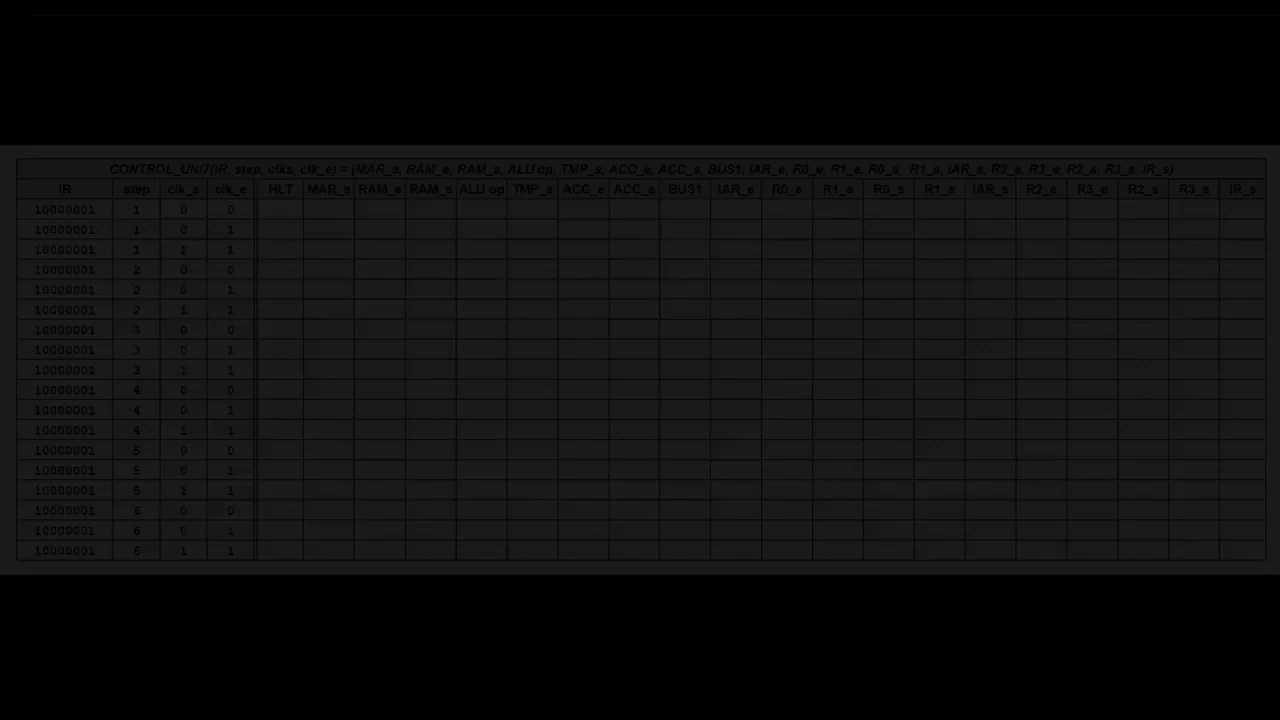 CONTROL_UNIT(IR, step, clks, clk_e) = (MAR_s, RAM_e, RAM_s, ALU op, TMP_s, ACC_e, ACC_s, BUS1, IAR_e, R0_e, R1_e, R0_s, R1_s, IAR_s, R2_e, R3_e, R2_s, R3_s, IR_s)
IR step clk_s clk_e HLT MAR_s RAM_e RAM_s ALU op TMP_s ACC_e ACC_s BUS1 IAR_e R0_e R1_e R0_s R1_s IAR_s R2_e R3_e R2_s R3_s IR_s
10000001 1 0 0
10000001 1 0 1
10000001 1 1 1
10000001 2 0 0
10000001 2 0 1
10000001 2 1 1
10000001 3 0 0
10000001 3 0 1
10000001 3 1 1
10000001 4 0 0
10000001 4 0 1
10000001 4 1 1
10000001 5 0 0
10000001 5 0 1
10000001 5 1 1
10000001 6 0 0
10000001 6 0 1
10000001 6 1 1